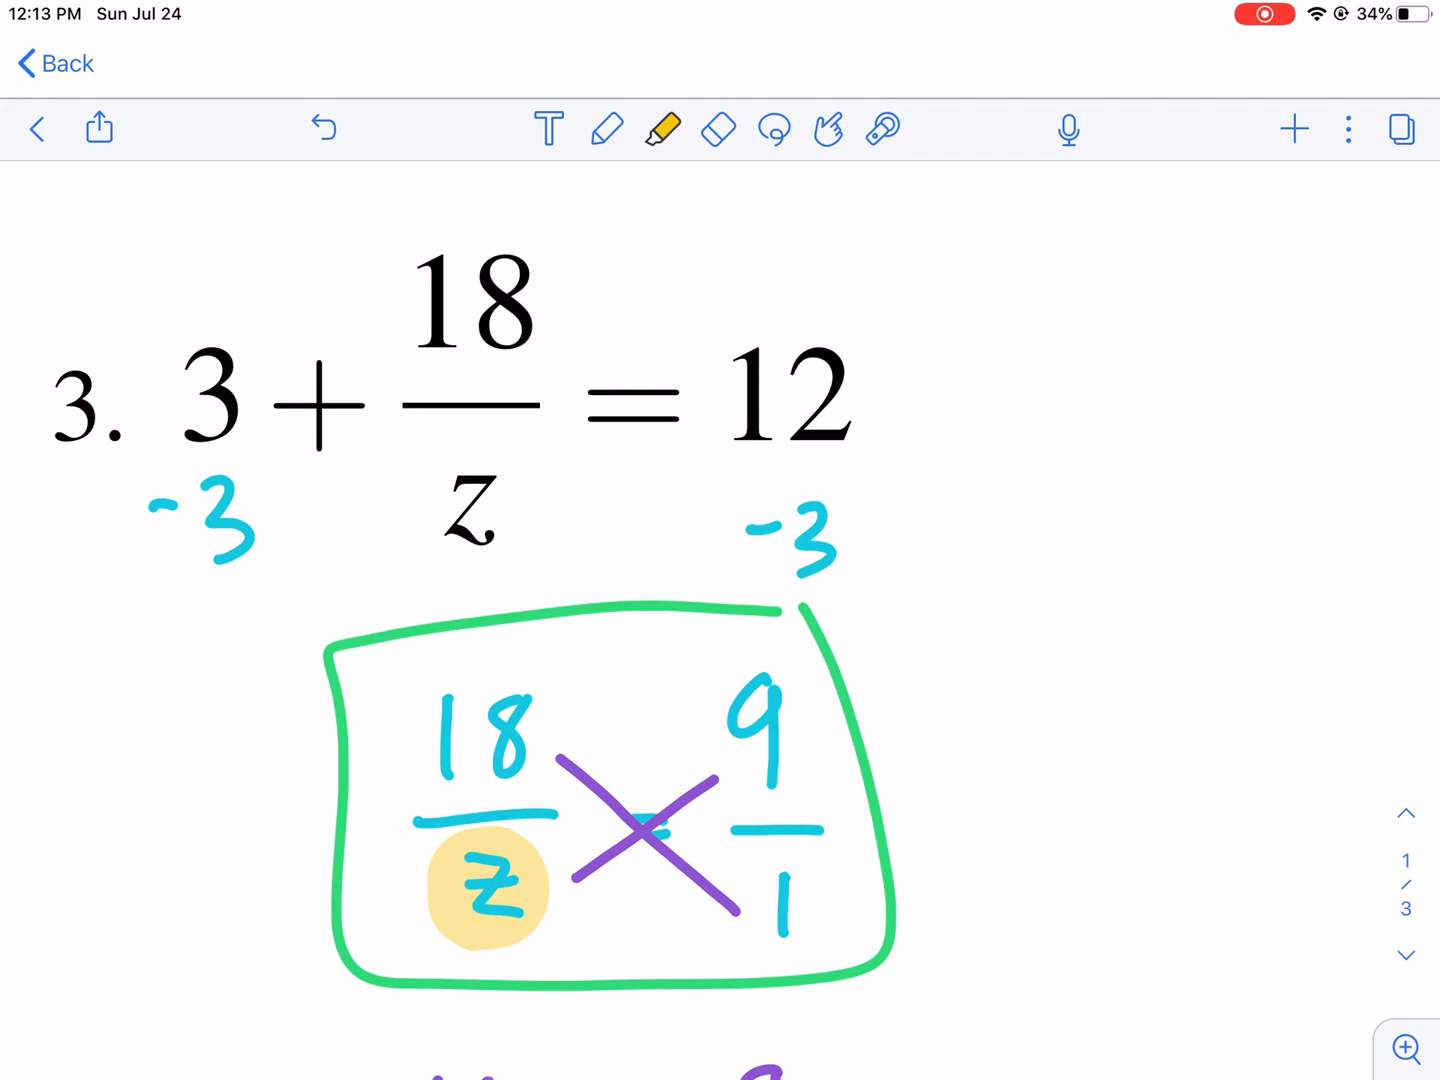 12:13 PM Sun Jul 24 34%
Back
3. 3 + 18/z = 12
-3 -3
18/z = 9/1
1/3